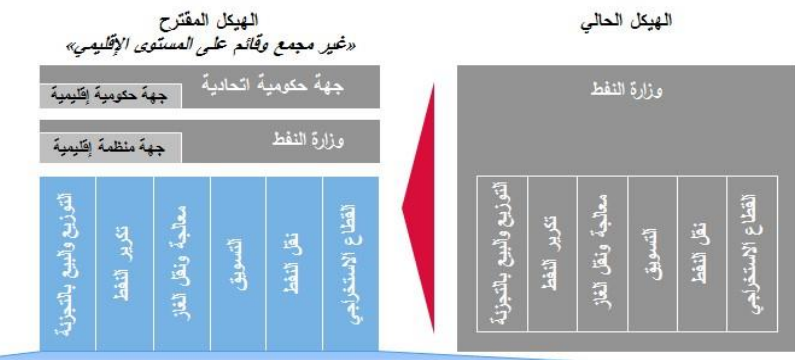 الهيكل الحالي
وزارة النفط
القطاع الاستخراجي
نقل النفط
التسويق
معالجة ونقل الغاز
تكرير النفط
التوزيع والبيع بالتجزئة
الهيكل المقترح
«غير مجمع وقائم على المستوى الإقليمي»
جهة حكومية اتحادية
جهة حكومية إقليمية
وزارة النفط
جهة منظمة إقليمية
القطاع الاستخراجي
نقل النفط
التسويق
معالجة ونقل الغاز
تكرير النفط
التوزيع والبيع بالتجزئة